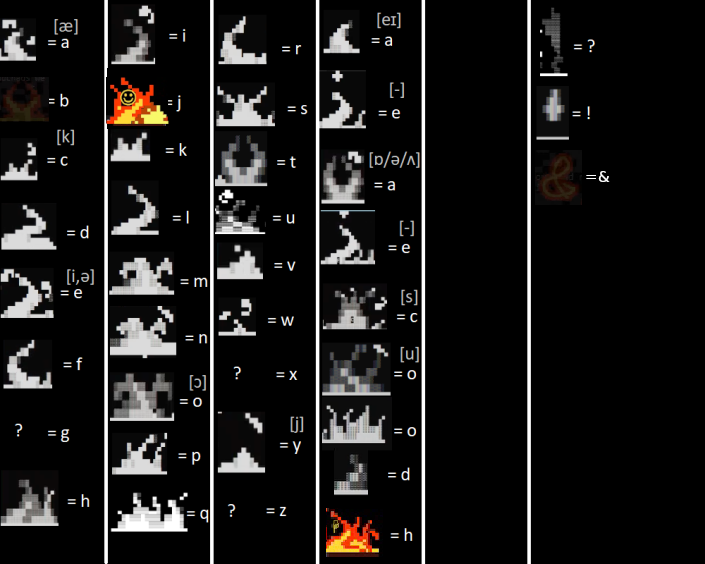 [æ]
= a
= b
[k]
= c
= d
[i,ə]
= e
= f
? = g
= h
= i
= j
= k
= l
= m
= n
[ɔ]
= o
= p
= q
= r
= s
= t
= u
= v
= w
? = x
[j]
= y
? = z
[eɪ]
= a
[-]
= e
[ɒ/ə/ʌ]
= a
[-]
= e
[s]
= c
[u]
= o
= o
= d
= h
= ?
= !
=&